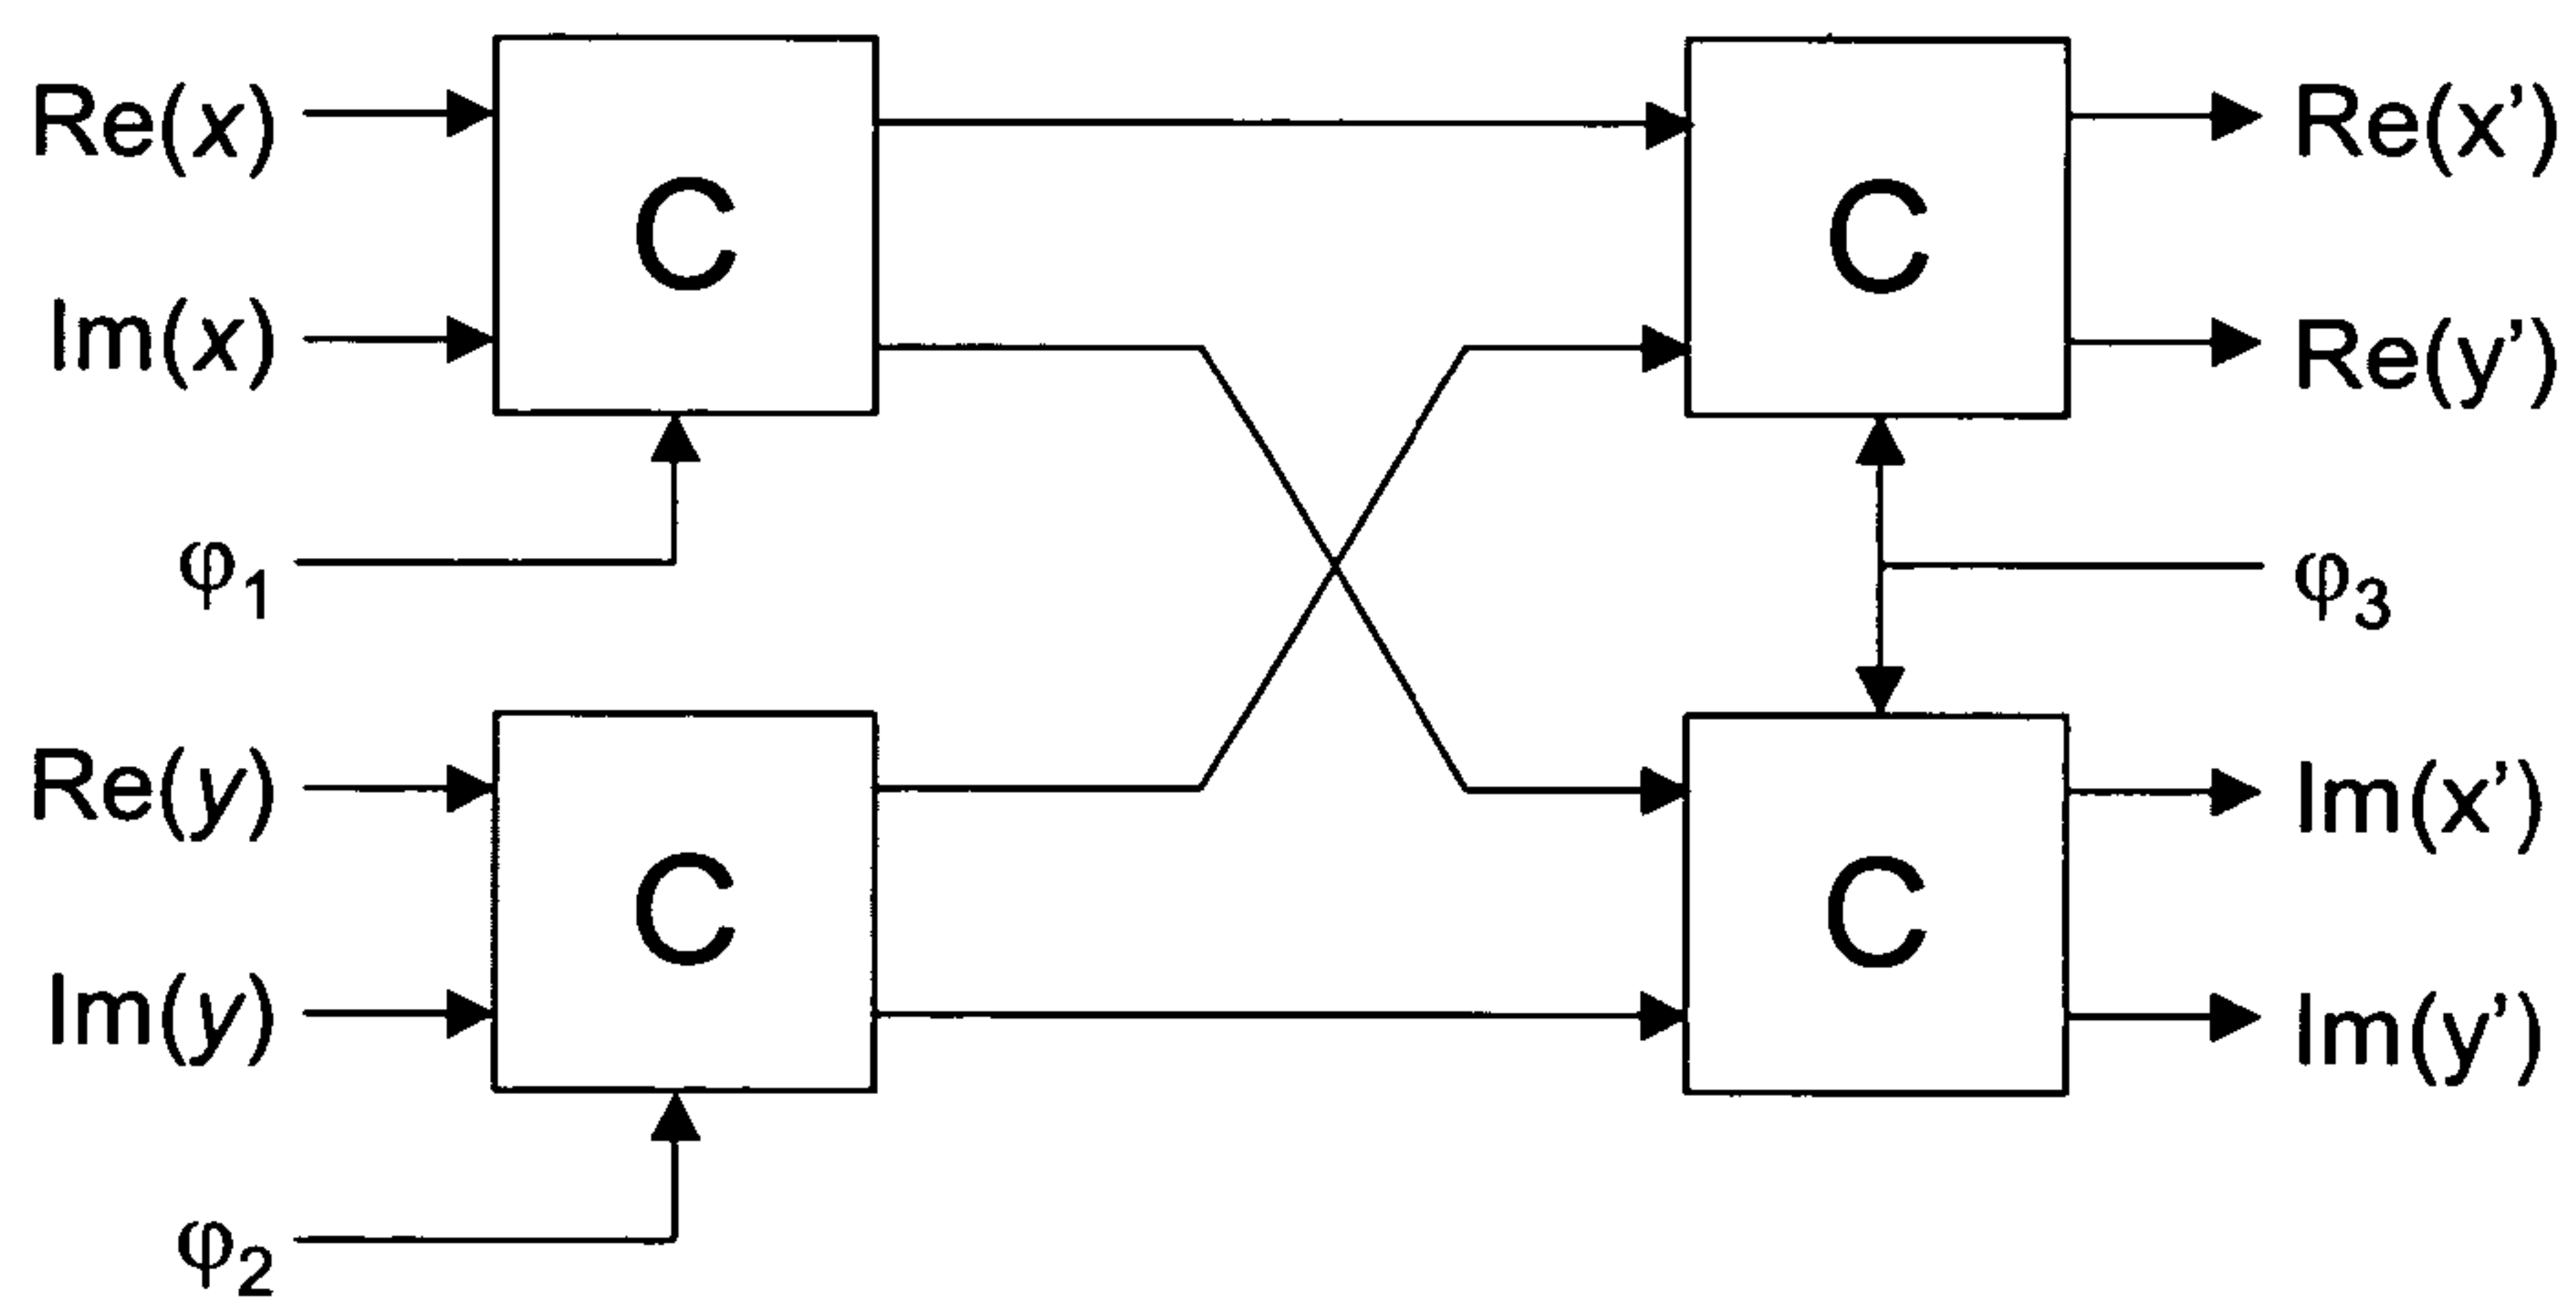 Re(x)
C
C
Re(x’)
Im(x)
Re(y’)
φ1
φ3
Re(y)
C
C
Im(x’)
Im(y)
Im(y’)
φ2